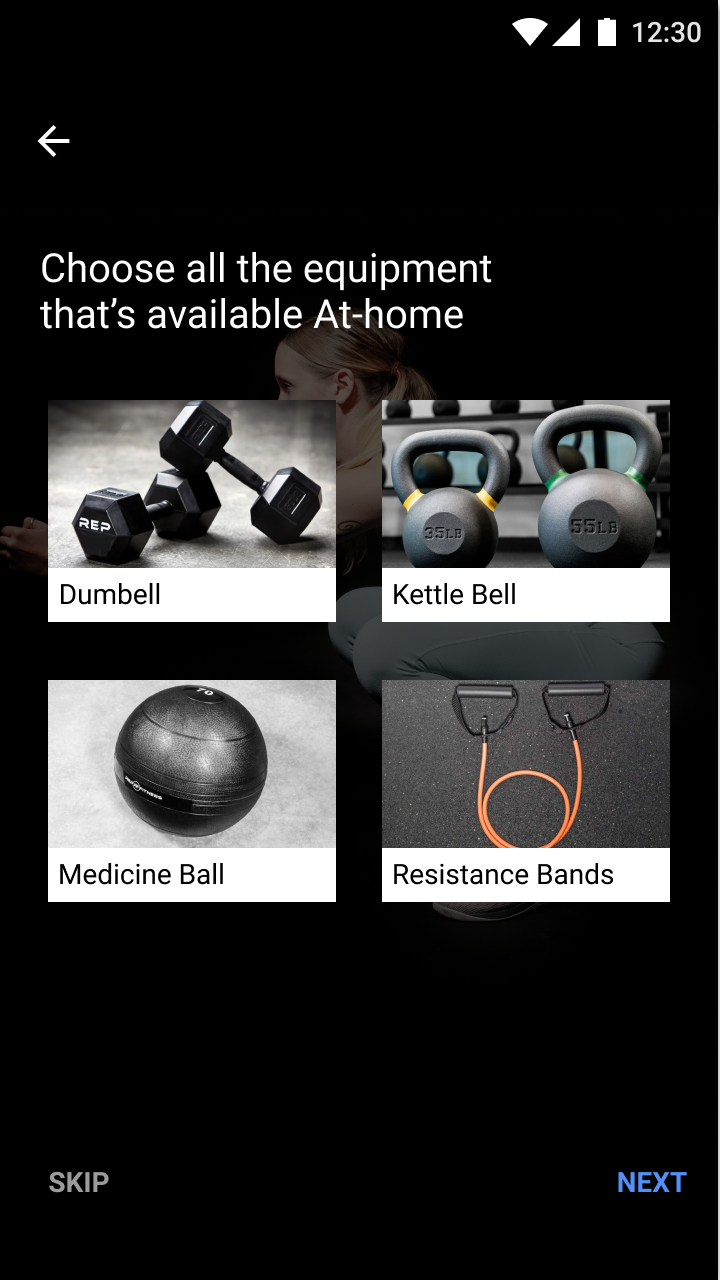 12:30
Choose all the equipment
that’s available At-home
REP
35LB
55LB
Dumbell
Kettle Bell
70
Medicine Ball
Resistance Bands
SKIP
NEXT